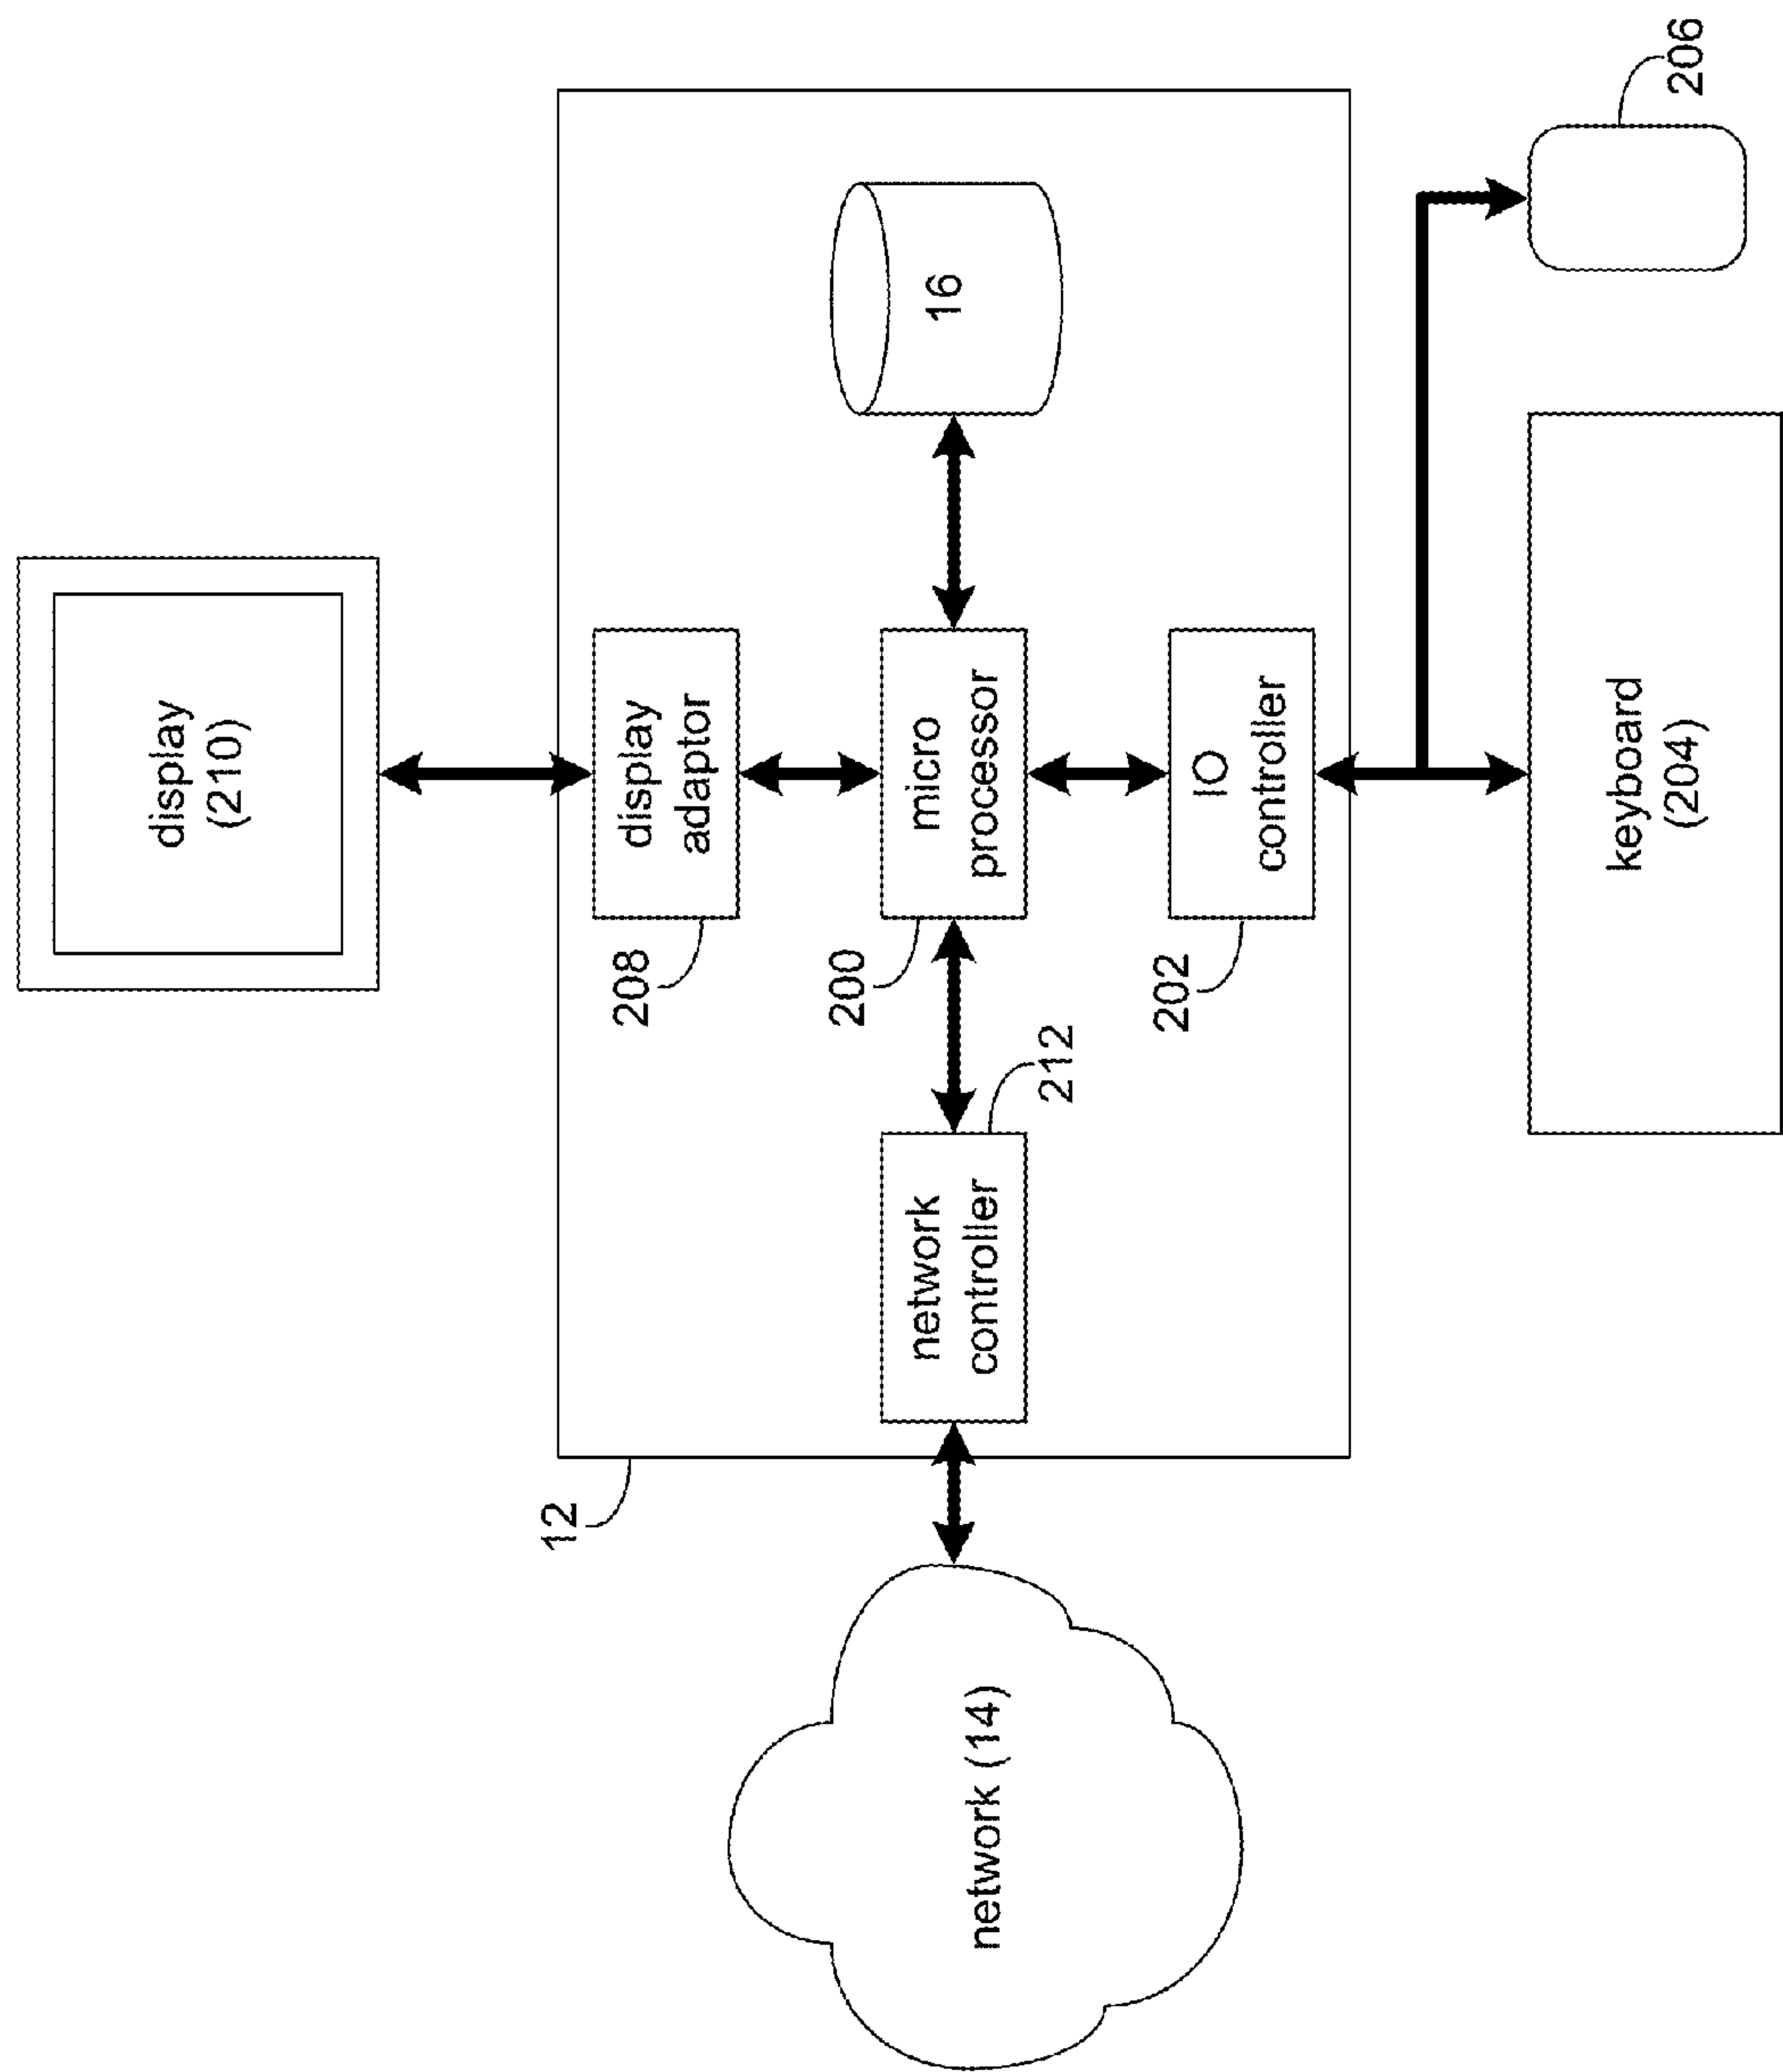 display
(210)
208
display
adaptor
200
micro
processor
16
212
network
controller
202
IO
controller
12
network (14)
keyboard
(204)
206